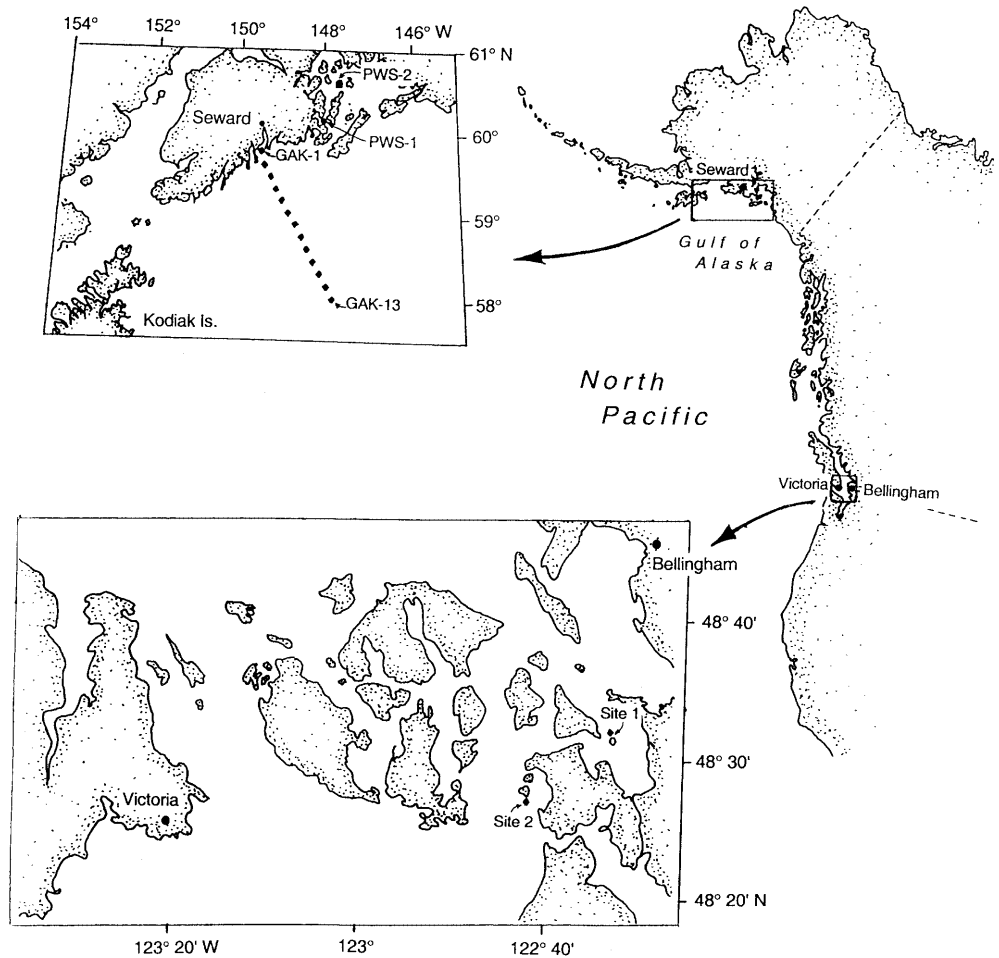 154°
152°
150°
148°
146° W
61° N
PWS-2
Seward
60°
PWS-1
GAK-1
59°
58°
GAK-13
Kodiak Is.
Seward
Gulf of
Alaska
North
Pacific
Victoria
Bellingham
Bellingham
48° 40'
Site 1
48° 30'
Victoria
Site 2
48° 20' N
123° 20' W
123°
122° 40'